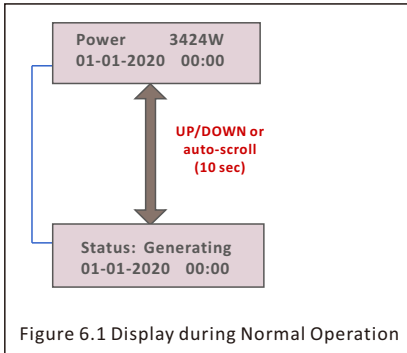 Power 3424W
01-01-2020 00:00
UP/DOWN or
auto-scroll
(10 sec)
Status: Generating
01-01-2020 00:00
Figure 6.1 Display during Normal Operation